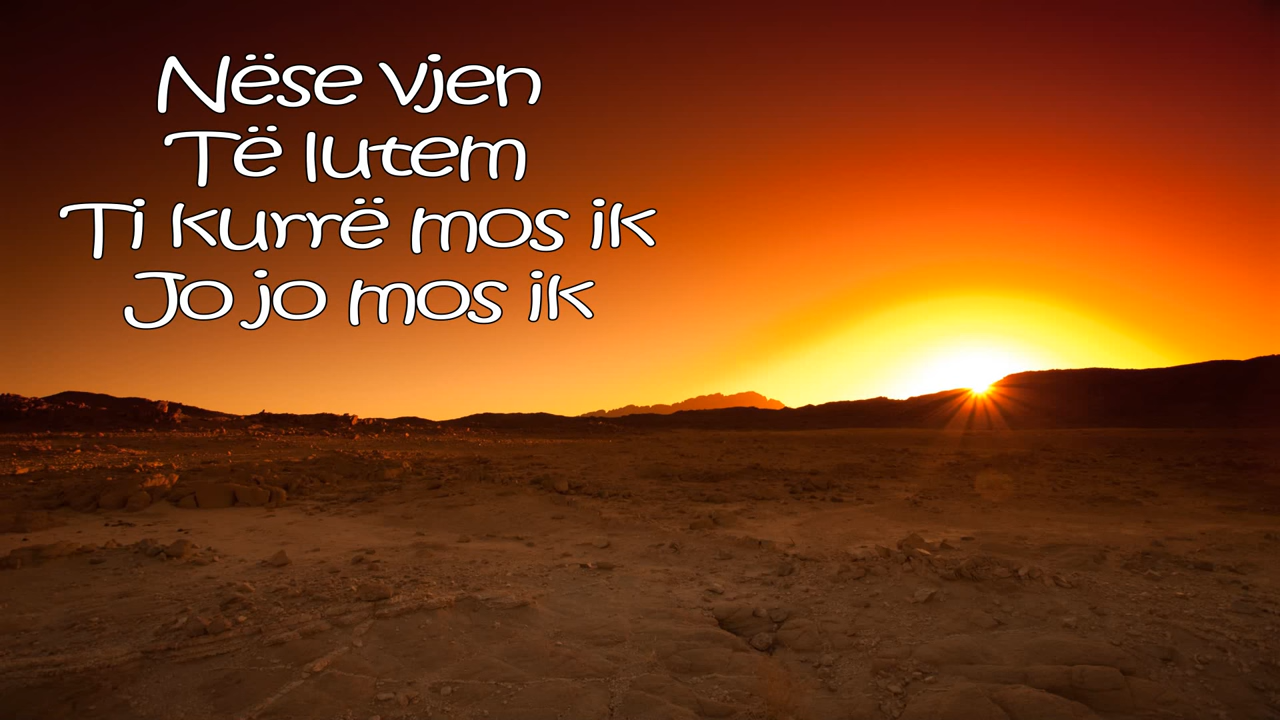 Nëse vjen
Të lutem
Ti kurrë mos ik
Jo jo mos ik